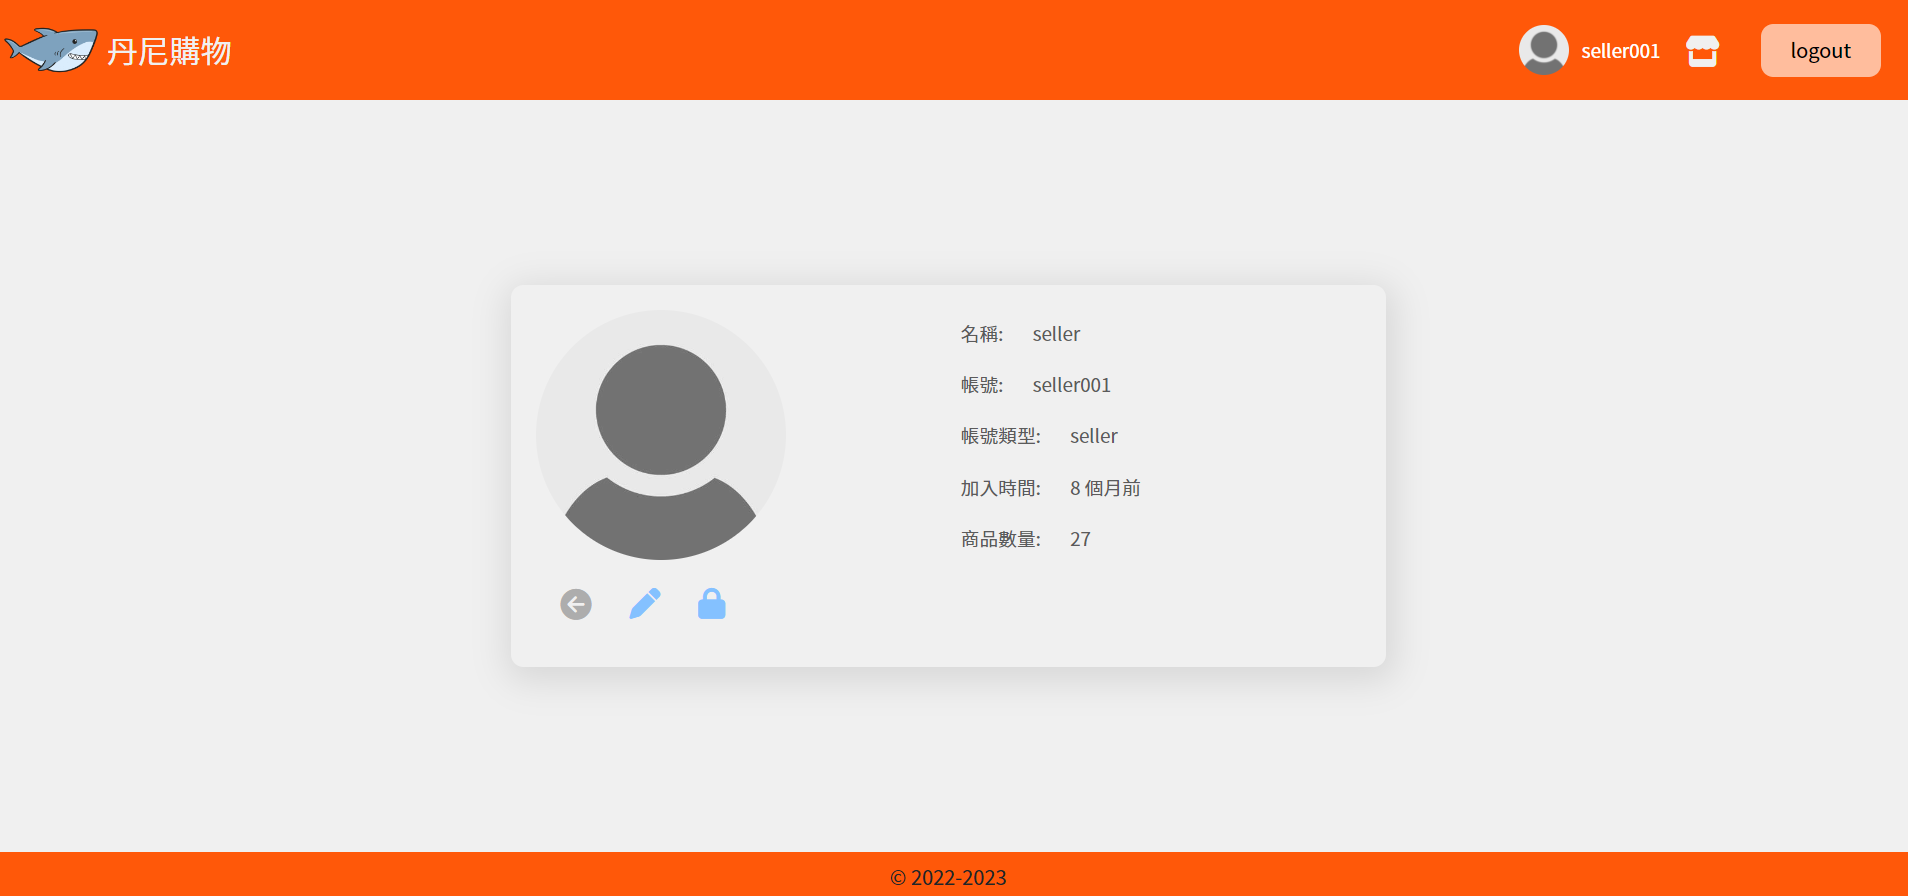 丹尼購物
seller001
logout
名稱: seller
帳號: seller001
帳號類型: seller
加入時間: 8 個月前
商品數量: 27
© 2022-2023